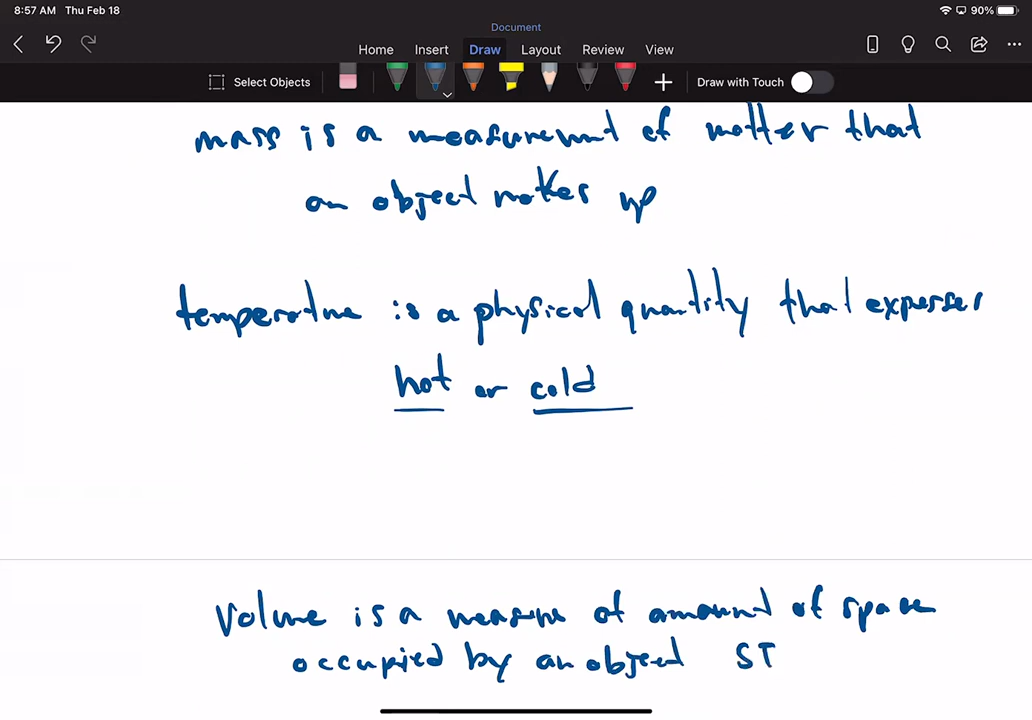 8:57 AM Thu Feb 18 90%
Document
Home Insert Draw Layout Review View
Select Objects Draw with Touch
mass is a measurement of matter that
an object makes up
temperature is a physical quantity that expersses
hot or cold
Volume is a measure of amount of space
occupied by an object ST